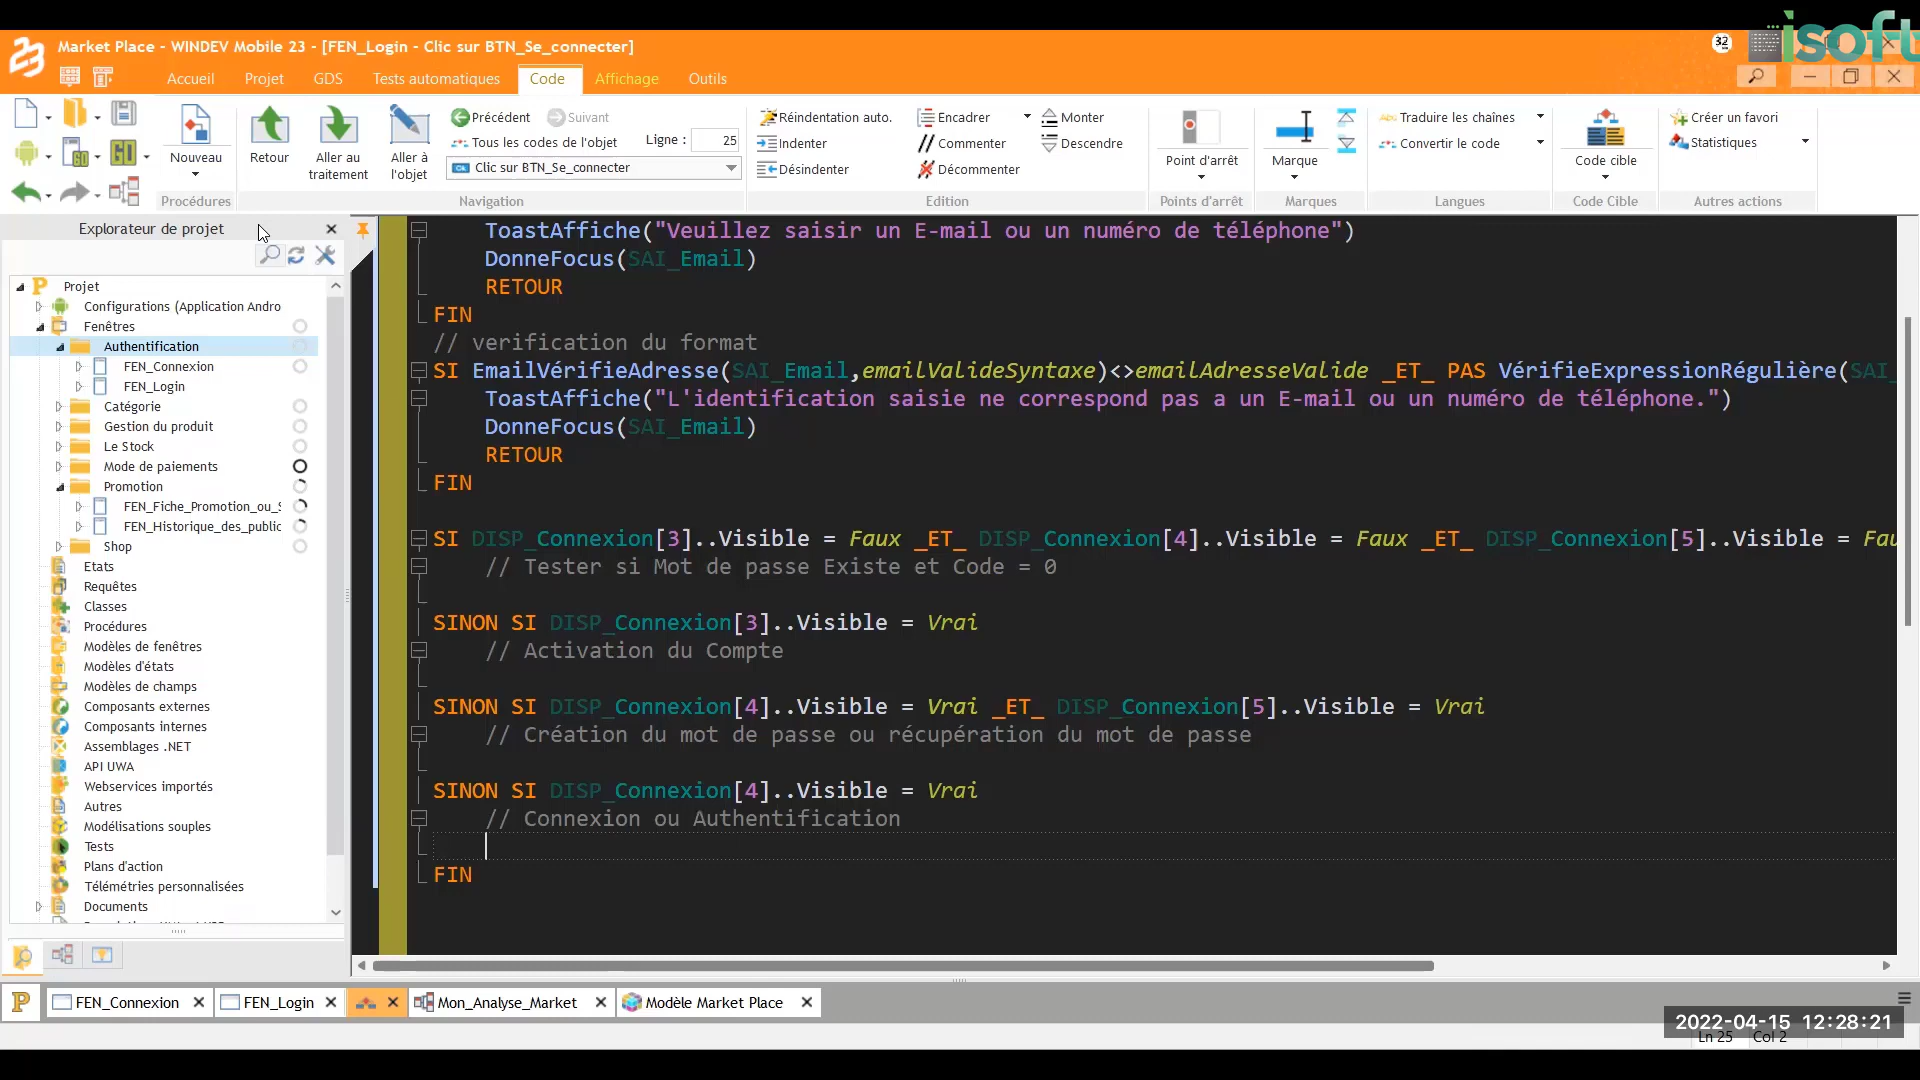 isoft
Market Place - WINDEV Mobile 23 - [FEN_Login - Clic sur BTN_Se_connecter]
32
Accueil Projet GDS Tests automatiques Code Affichage Outils
Nouveau
Procédures
Retour
Aller au traitement
Aller à l'objet
Précédent Suivant
Tous les codes de l'objet
Ligne : 25
Clic sur BTN_Se_connecter
Navigation
Réindentation auto.
Indenter
Désindenter
Encadrer
Commenter
Décommenter
Monter
Descendre
Edition
Point d'arrêt
Points d'arrêt
Marque
Marques
Traduire les chaînes
Convertir le code
Langues
Code cible
Code Cible
Créer un favori
Statistiques
Autres actions
Explorateur de projet
Projet
Configurations (Application Andro
Fenêtres
Authentification
FEN_Connexion
FEN_Login
Catégorie
Gestion du produit
Le Stock
Mode de paiements
Promotion
FEN_Fiche_Promotion_ou_S
FEN_Historique_des_public
Shop
Etats
Requêtes
Classes
Procédures
Modèles de fenêtres
Modèles d'états
Modèles de champs
Composants externes
Composants internes
Assemblages .NET
API UWA
Webservices importés
Autres
Modélisations souples
Tests
Plans d'action
Télémétries personnalisées
Documents
ToastAffiche("Veuillez saisir un E-mail ou un numéro de téléphone")
DonneFocus(SAI_Email)
RETOUR
FIN
// verification du format
SI EmailVérifieAdresse(SAI_Email,emailValideSyntaxe)<>emailAdresseValide _ET_ PAS VérifieExpressionRégulière(SAI_
ToastAffiche("L'identification saisie ne correspond pas a un E-mail ou un numéro de téléphone.")
DonneFocus(SAI_Email)
RETOUR
FIN
SI DISP_Connexion[3]..Visible = Faux _ET_ DISP_Connexion[4]..Visible = Faux _ET_ DISP_Connexion[5]..Visible = Fau
// Tester si Mot de passe Existe et Code = 0
SINON SI DISP_Connexion[3]..Visible = Vrai
// Activation du Compte
SINON SI DISP_Connexion[4]..Visible = Vrai _ET_ DISP_Connexion[5]..Visible = Vrai
// Création du mot de passe ou récupération du mot de passe
SINON SI DISP_Connexion[4]..Visible = Vrai
// Connexion ou Authentification
FIN
FEN_Connexion FEN_Login Mon_Analyse_Market Modèle Market Place
2022-04-15 12:28:21
Ln 25 Col 2